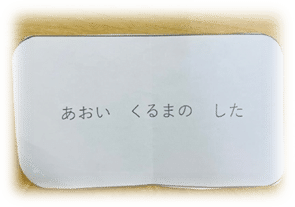 あおい　くるまの　した